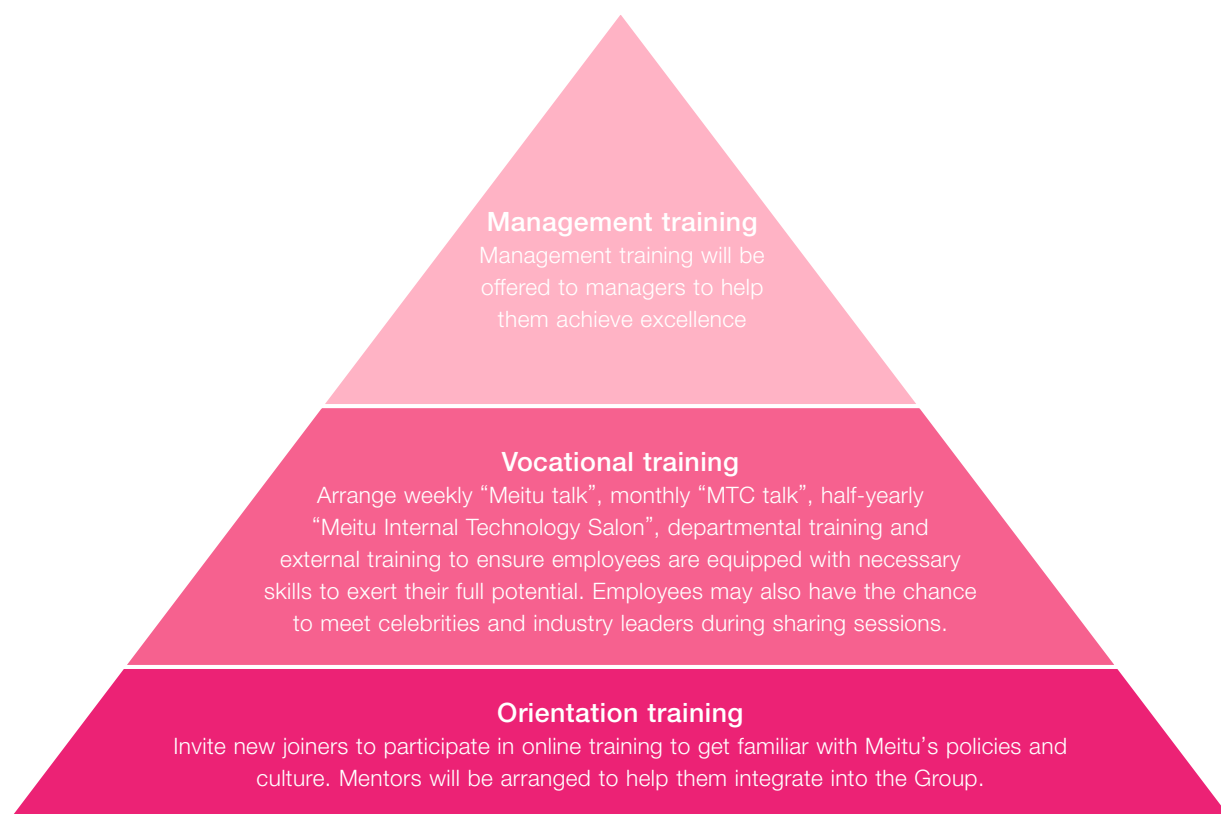 Management training
Management training will be
offered to managers to help
them achieve excellence
Vocational training
Arrange weekly “Meitu talk”, monthly “MTC talk”, half-yearly
“Meitu Internal Technology Salon”, departmental training and
external training to ensure employees are equipped with necessary
skills to exert their full potential. Employees may also have the chance
to meet celebrities and industry leaders during sharing sessions.
Orientation training
Invite new joiners to participate in online training to get familiar with Meitu’s policies and
culture. Mentors will be arranged to help them integrate into the Group.